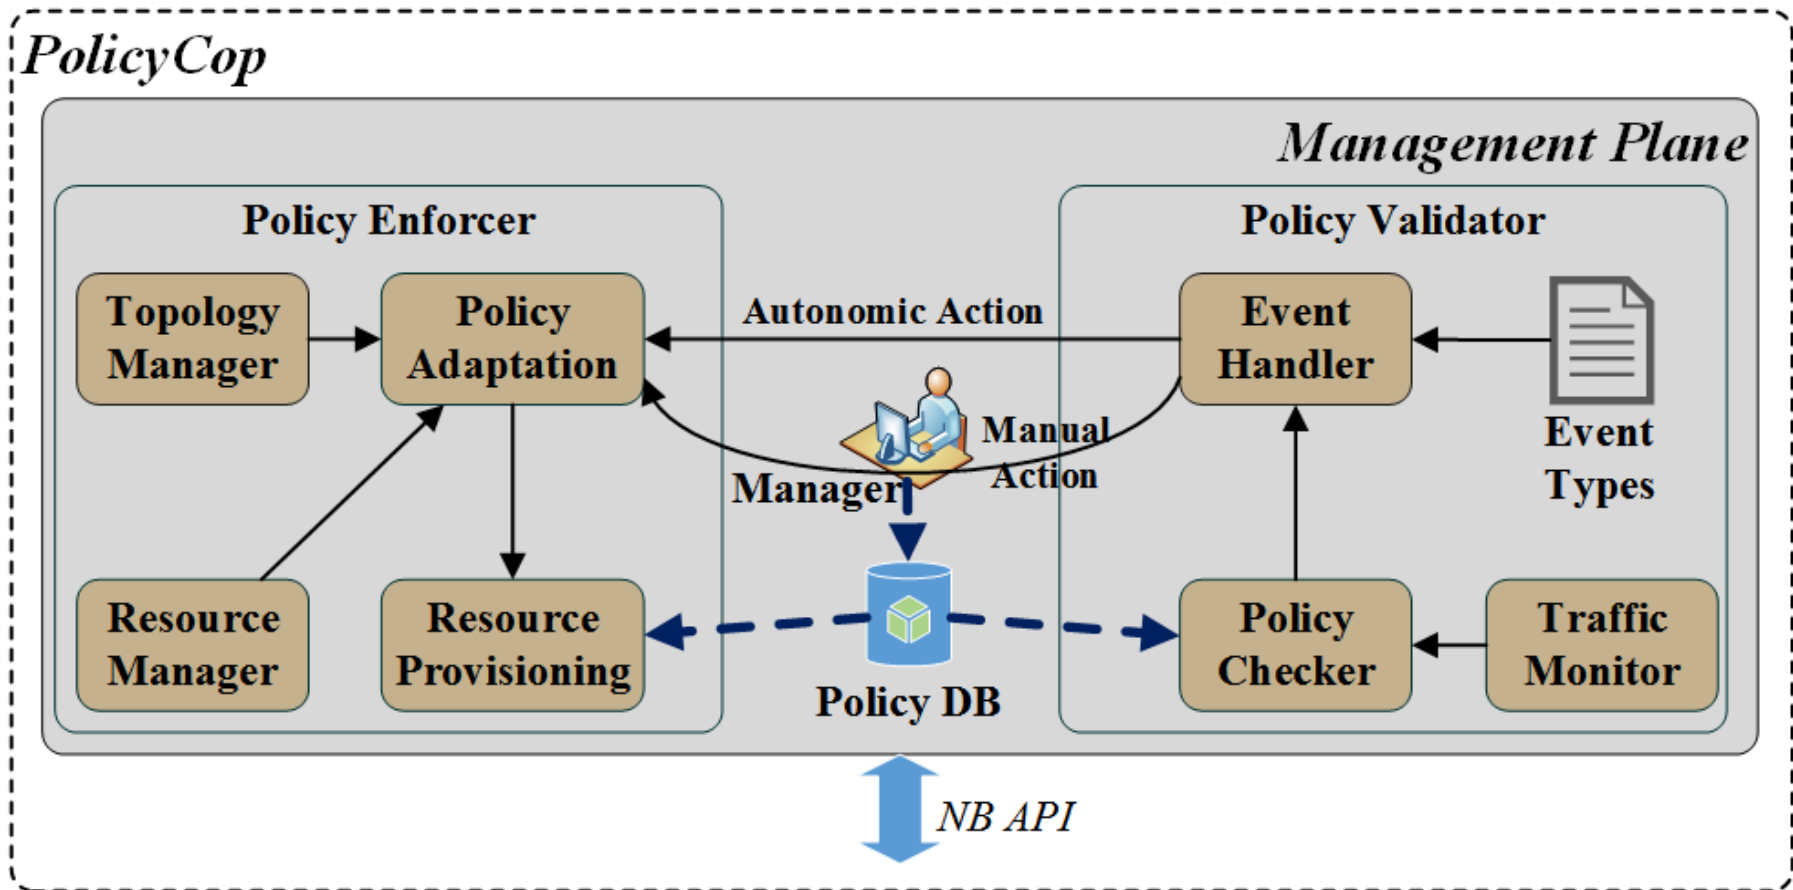 PolicyCop
Management Plane
Policy Enforcer
Topology
Manager
Policy
Adaptation
Resource
Manager
Resource
Provisioning
Autonomic Action
Manual
Action
Manager
Policy DB
Policy Validator
Event
Handler
Event
Types
Policy
Checker
Traffic
Monitor
NB API